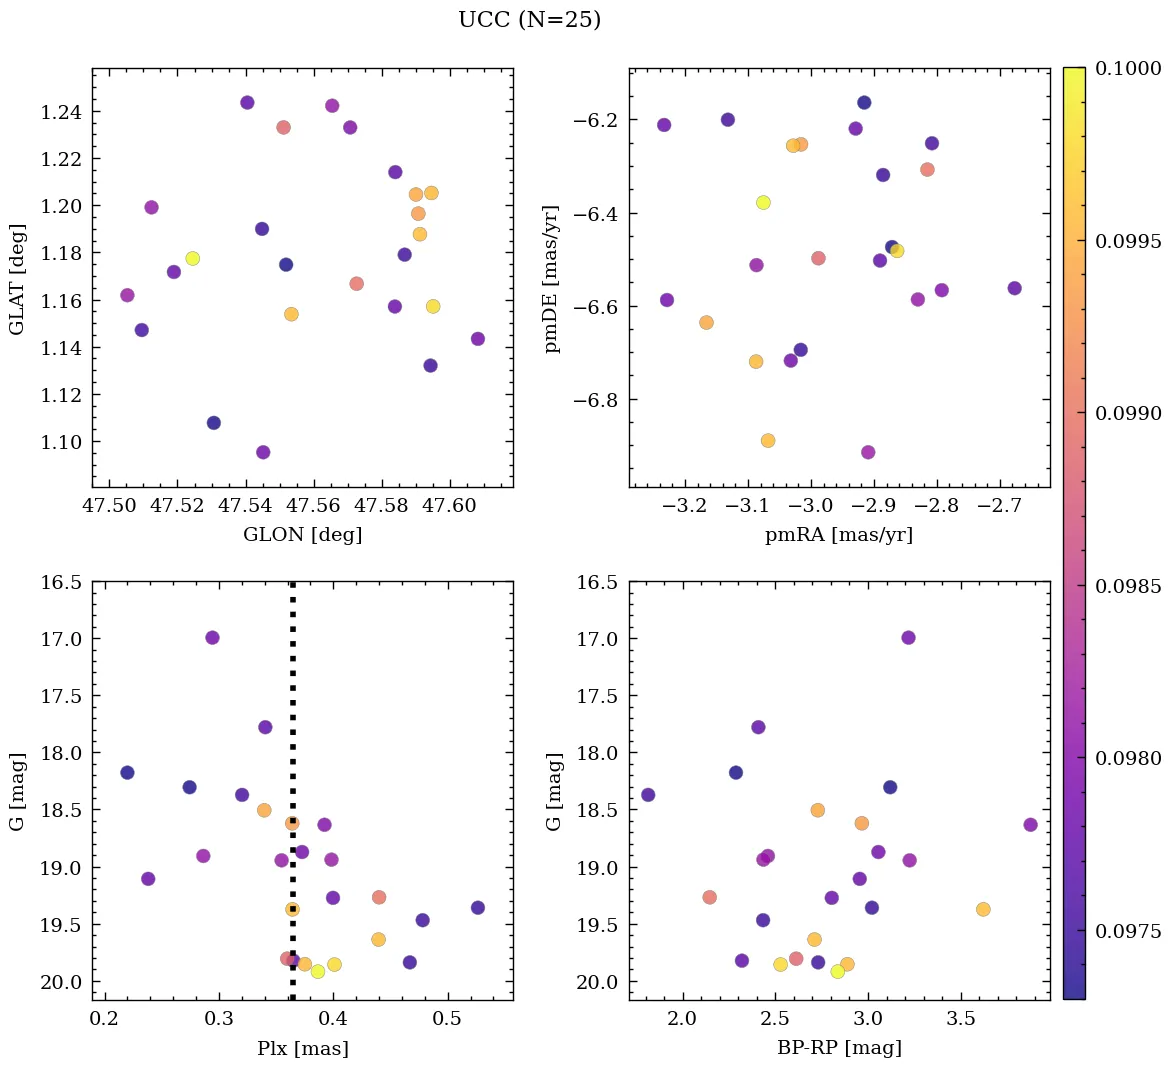 UCC (N=25)
1.24
1.22
1.20
1.18
1.16
1.14
1.12
1.10
GLAT [deg]
47.50 47.52 47.54 47.56 47.58 47.60
GLON [deg]
−6.2
−6.4
−6.6
−6.8
pmDE [mas/yr]
−3.2 −3.1 −3.0 −2.9 −2.8 −2.7
pmRA [mas/yr]
0.1000
0.0995
0.0990
0.0985
0.0980
0.0975
16.5
17.0
17.5
18.0
18.5
19.0
19.5
20.0
G [mag]
0.2 0.3 0.4 0.5
Plx [mas]
16.5
17.0
17.5
18.0
18.5
19.0
19.5
20.0
G [mag]
2.0 2.5 3.0 3.5
BP-RP [mag]